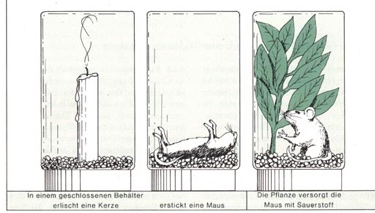 In einem geschlossenen Behälter
erlischt eine Kerze
erstickt eine Maus
Die Pflanze versorgt die
Maus mit Sauerstoff